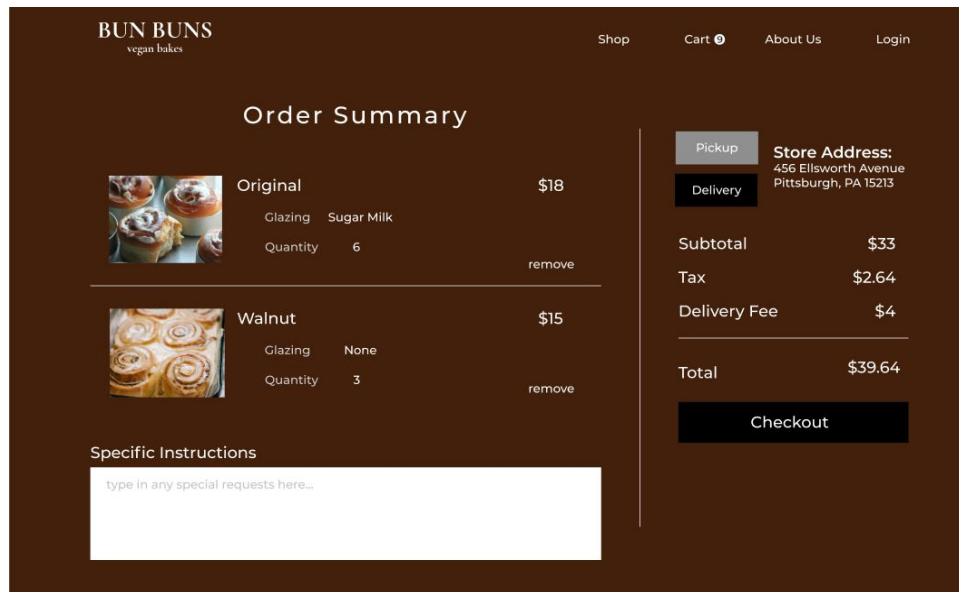 BUN BUNS
vegan bakes
Shop Cart 9 About Us Login
Order Summary
Original $18
Glazing Sugar Milk
Quantity 6
remove
Walnut $15
Glazing None
Quantity 3
remove
Specific Instructions
type in any special requests here...
Pickup
Delivery
Store Address:
456 Ellsworth Avenue
Pittsburgh, PA 15213
Subtotal $33
Tax $2.64
Delivery Fee $4
Total $39.64
Checkout